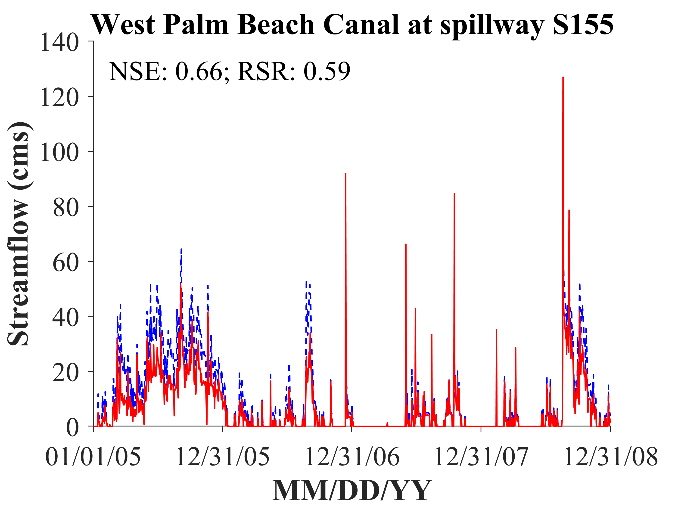 West Palm Beach Canal at spillway S155
NSE: 0.66; RSR: 0.59
140
120
100
80
60
40
20
0
Streamflow (cms)
01/01/05 12/31/05 12/31/06 12/31/07 12/31/08
MM/DD/YY